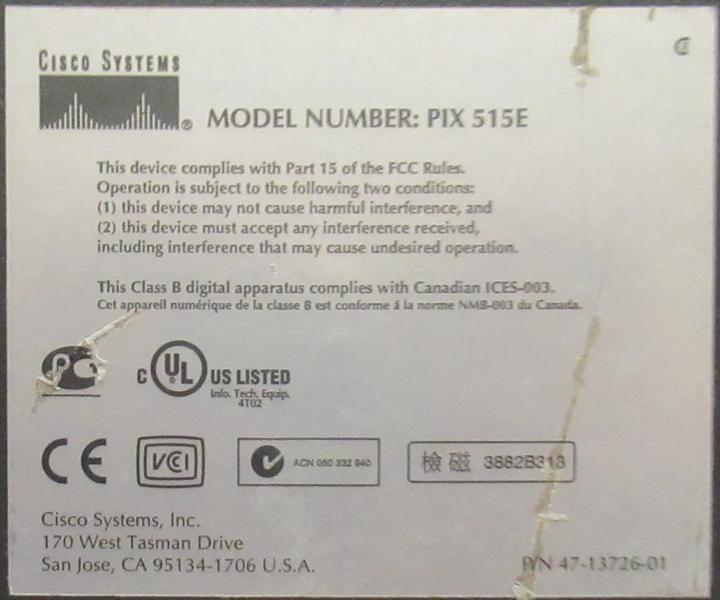 CISCO SYSTEMS
® MODEL NUMBER: PIX 515E
This device complies with Part 15 of the FCC Rules.
Operation is subject to the following two conditions:
(1) this device may not cause harmful interference, and
(2) this device must accept any interference received,
including interference that may cause undesired operation.
This Class B digital apparatus complies with Canadian ICES-003.
Cet appareil numérique de la classe B est conforme á la norme NMB-003 du Canada.
C UL US LISTED
Info. Tech. Equip.
4T02
CE VCI ACN 050 332 940 檢磁 3882B313
Cisco Systems, Inc.
170 West Tasman Drive
San Jose, CA 95134-1706 U.S.A.
P/N 47-13726-01